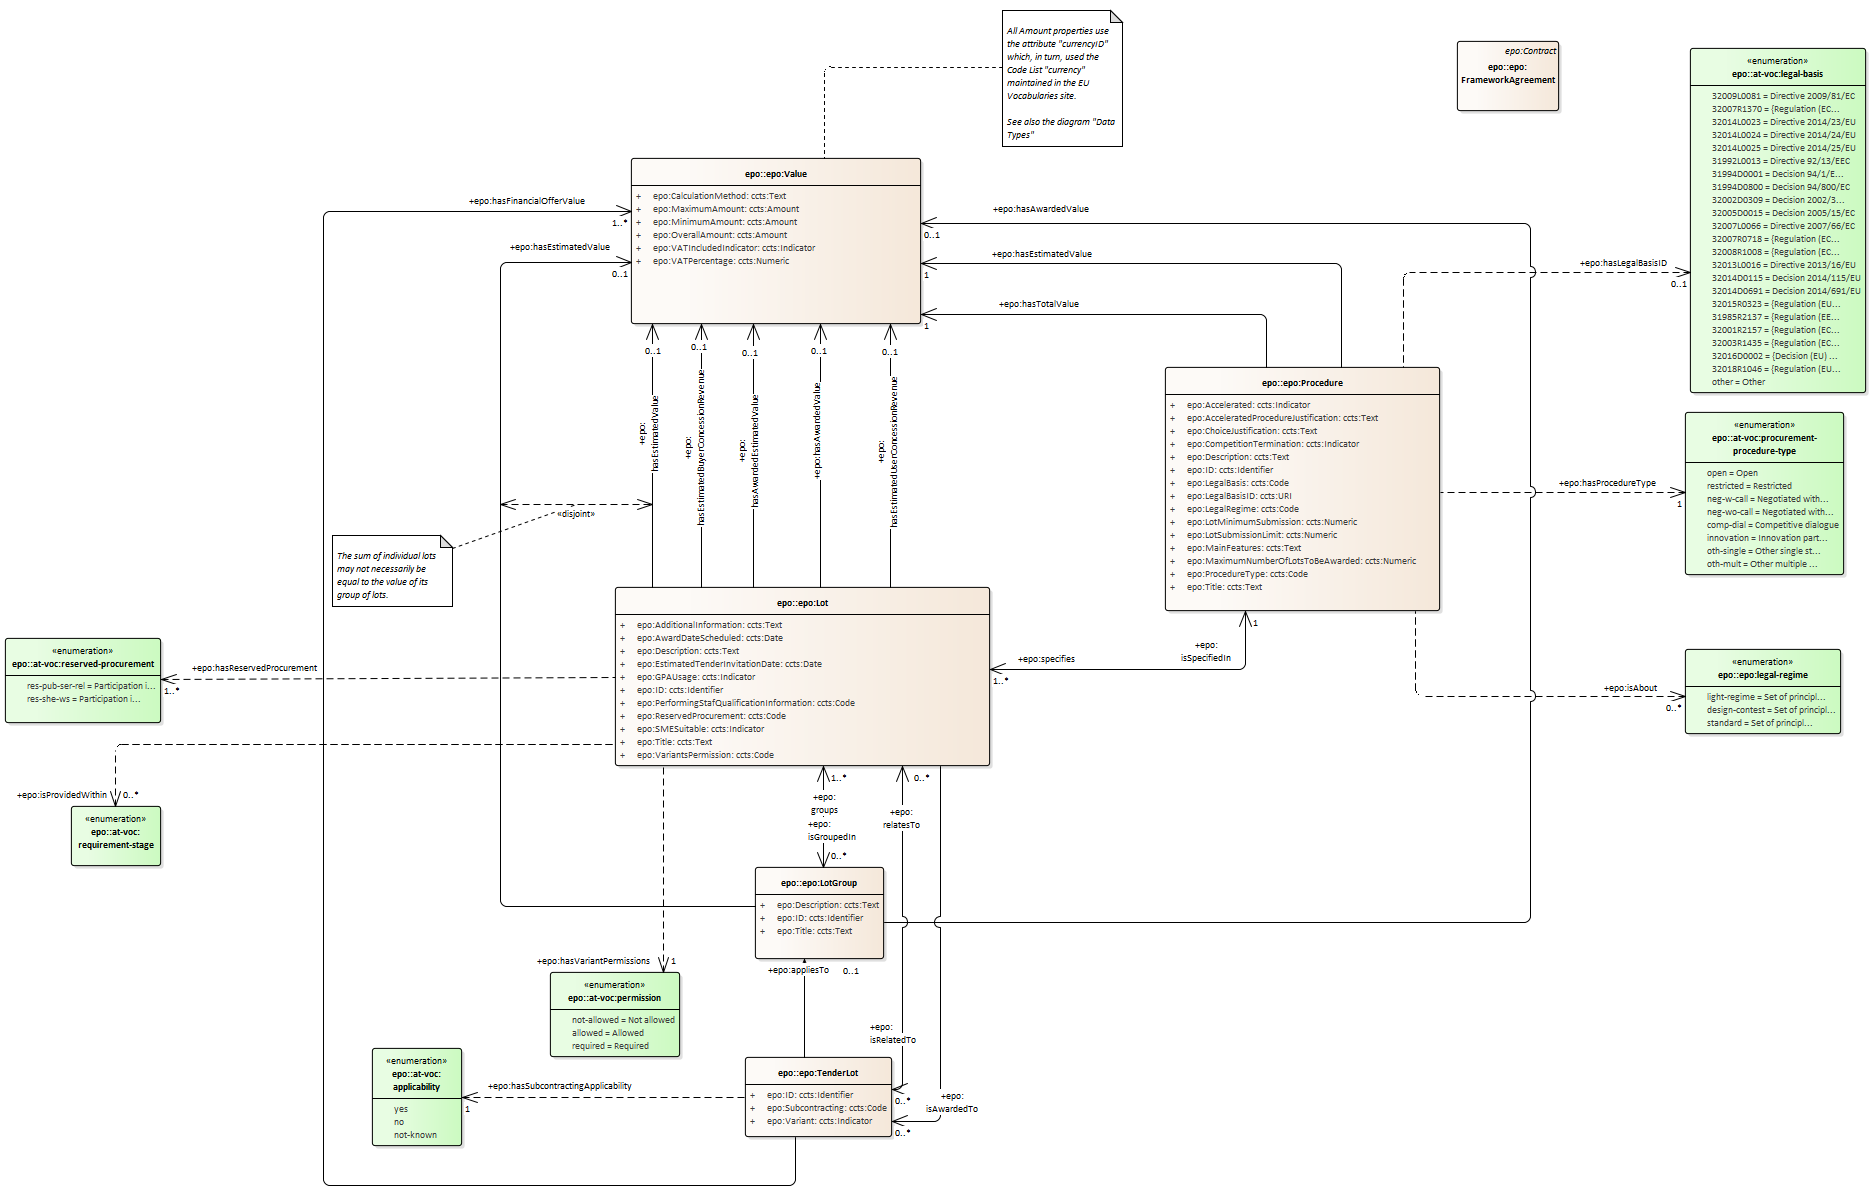 All Amount properties use
the attribute "currencyID"
which, in turn, used the
Code List "currency"
maintained in the EU
Vocabularies site.
See also the diagram "Data
Types"
epo:Contract
epo::epo:
FrameworkAgreement
«enumeration»
epo::at-voc:legal-basis
32009L0081 = Directive 2009/81/EC
32007R1370 = {Regulation (EC...
32014L0023 = Directive 2014/23/EU
32014L0024 = Directive 2014/24/EU
32014L0025 = Directive 2014/25/EU
31992L0013 = Directive 92/13/EEC
31994D0001 = Decision 94/1/E...
31994D0800 = Decision 94/800/EC
32002D0309 = Decision 2002/3...
32005D0015 = Decision 2005/15/EC
32007L0066 = Directive 2007/66/EC
32007R0718 = {Regulation (EC...
32008R1008 = {Regulation (EC...
32013L0016 = Directive 2013/16/EU
32014D0115 = Decision 2014/115/EU
32014D0691 = Decision 2014/691/EU
32015R0323 = {Regulation (EU...
31985R2137 = {Regulation (EE...
32001R2157 = {Regulation (EC...
32003R1435 = {Regulation (EC...
32016D0002 = {Decision (EU) ...
32018R1046 = {Regulation (EU...
other = Other
epo::epo:Value
+ epo:CalculationMethod: ccts:Text
+ epo:MaximumAmount: ccts:Amount
+ epo:MinimumAmount: ccts:Amount
+ epo:OverallAmount: ccts:Amount
+ epo:VATIncludedIndicator: ccts:Indicator
+ epo:VATPercentage: ccts:Numeric
+epo:hasFinancialOfferValue
1..*
+epo:hasEstimatedValue
0..1
+epo:hasAwardedValue
0..1
+epo:hasEstimatedValue
1
+epo:hasTotalValue
1
+epo:hasLegalBasisID
0..1
0..1
0..1
0..1
0..1
0..1
+epo:
hasEstimatedValue
+epo:
hasEstimatedBuyerConcessionRevenue
+epo:
hasAwardedEstimatedValue
+epo:hasAwardedValue
+epo:
hasEstimatedUserConcessionRevenue
epo::epo:Procedure
+ epo:Accelerated: ccts:Indicator
+ epo:AcceleratedProcedureJustification: ccts:Text
+ epo:ChoiceJustification: ccts:Text
+ epo:CompetitionTermination: ccts:Indicator
+ epo:Description: ccts:Text
+ epo:ID: ccts:Identifier
+ epo:LegalBasis: ccts:Code
+ epo:LegalBasisID: ccts:URI
+ epo:LegalRegime: ccts:Code
+ epo:LotMinimumSubmission: ccts:Numeric
+ epo:LotSubmissionLimit: ccts:Numeric
+ epo:MainFeatures: ccts:Text
+ epo:MaximumNumberOfLotsToBeAwarded: ccts:Numeric
+ epo:ProcedureType: ccts:Code
+ epo:Title: ccts:Text
«enumeration»
epo::at-voc:procurement-
procedure-type
open = Open
restricted = Restricted
neg-w-call = Negotiated with...
neg-wo-call = Negotiated with...
comp-dial = Competitive dialogue
innovation = Innovation part...
oth-single = Other single st...
oth-mult = Other multiple ...
+epo:hasProcedureType
1
«disjoint»
The sum of individual lots
may not necessarily be
equal to the value of its
group of lots.
epo::epo:Lot
+ epo:AdditionalInformation: ccts:Text
+ epo:AwardDateScheduled: ccts:Date
+ epo:Description: ccts:Text
+ epo:EstimatedTenderInvitationDate: ccts:Date
+ epo:GPAUsage: ccts:Indicator
+ epo:ID: ccts:Identifier
+ epo:PerformingStafQualificationInformation: ccts:Code
+ epo:ReservedProcurement: ccts:Code
+ epo:SMESuitable: ccts:Indicator
+ epo:Title: ccts:Text
+ epo:VariantsPermission: ccts:Code
+epo:specifies
1..*
+epo:
isSpecifiedIn
1
+epo:isAbout
0..*
«enumeration»
epo::epo:legal-regime
light-regime = Set of principl...
design-contest = Set of principl...
standard = Set of principl...
«enumeration»
epo::at-voc:reserved-procurement
res-pub-ser-rel = Participation i...
res-she-ws = Participation i...
+epo:hasReservedProcurement
1..*
+epo:isProvidedWithin
0..*
«enumeration»
epo::at-voc:
requirement-stage
1..*
+epo:
groups
+epo:
isGroupedIn
0..*
0..*
+epo:
relatesTo
epo::epo:LotGroup
+ epo:Description: ccts:Text
+ epo:ID: ccts:Identifier
+ epo:Title: ccts:Text
+epo:appliesTo
0..1
+epo:hasVariantPermissions
1
«enumeration»
epo::at-voc:permission
not-allowed = Not allowed
allowed = Allowed
required = Required
+epo:
isRelatedTo
0..*
+epo:
isAwardedTo
0..*
«enumeration»
epo::at-voc:
applicability
yes
no
not-known
+epo:hasSubcontractingApplicability
1
epo::epo:TenderLot
+ epo:ID: ccts:Identifier
+ epo:Subcontracting: ccts:Code
+ epo:Variant: ccts:Indicator